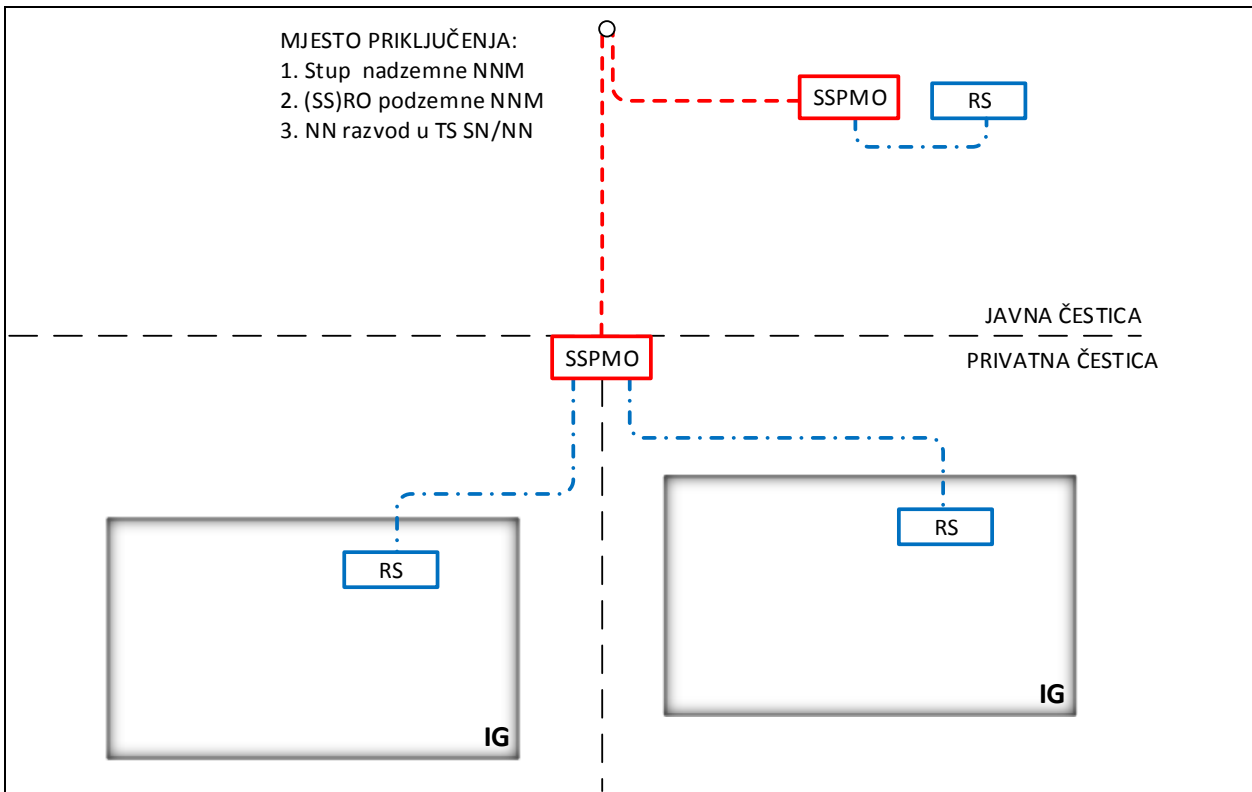 MJESTO PRIKLJUČENJA:
1. Stup nadzemne NNM
2. (SS)RO podzemne NNM
3. NN razvod u TS SN/NN
SSPMO
RS
JAVNA ČESTICA
SSPMO
PRIVATNA ČESTICA
RS
RS
IG
IG